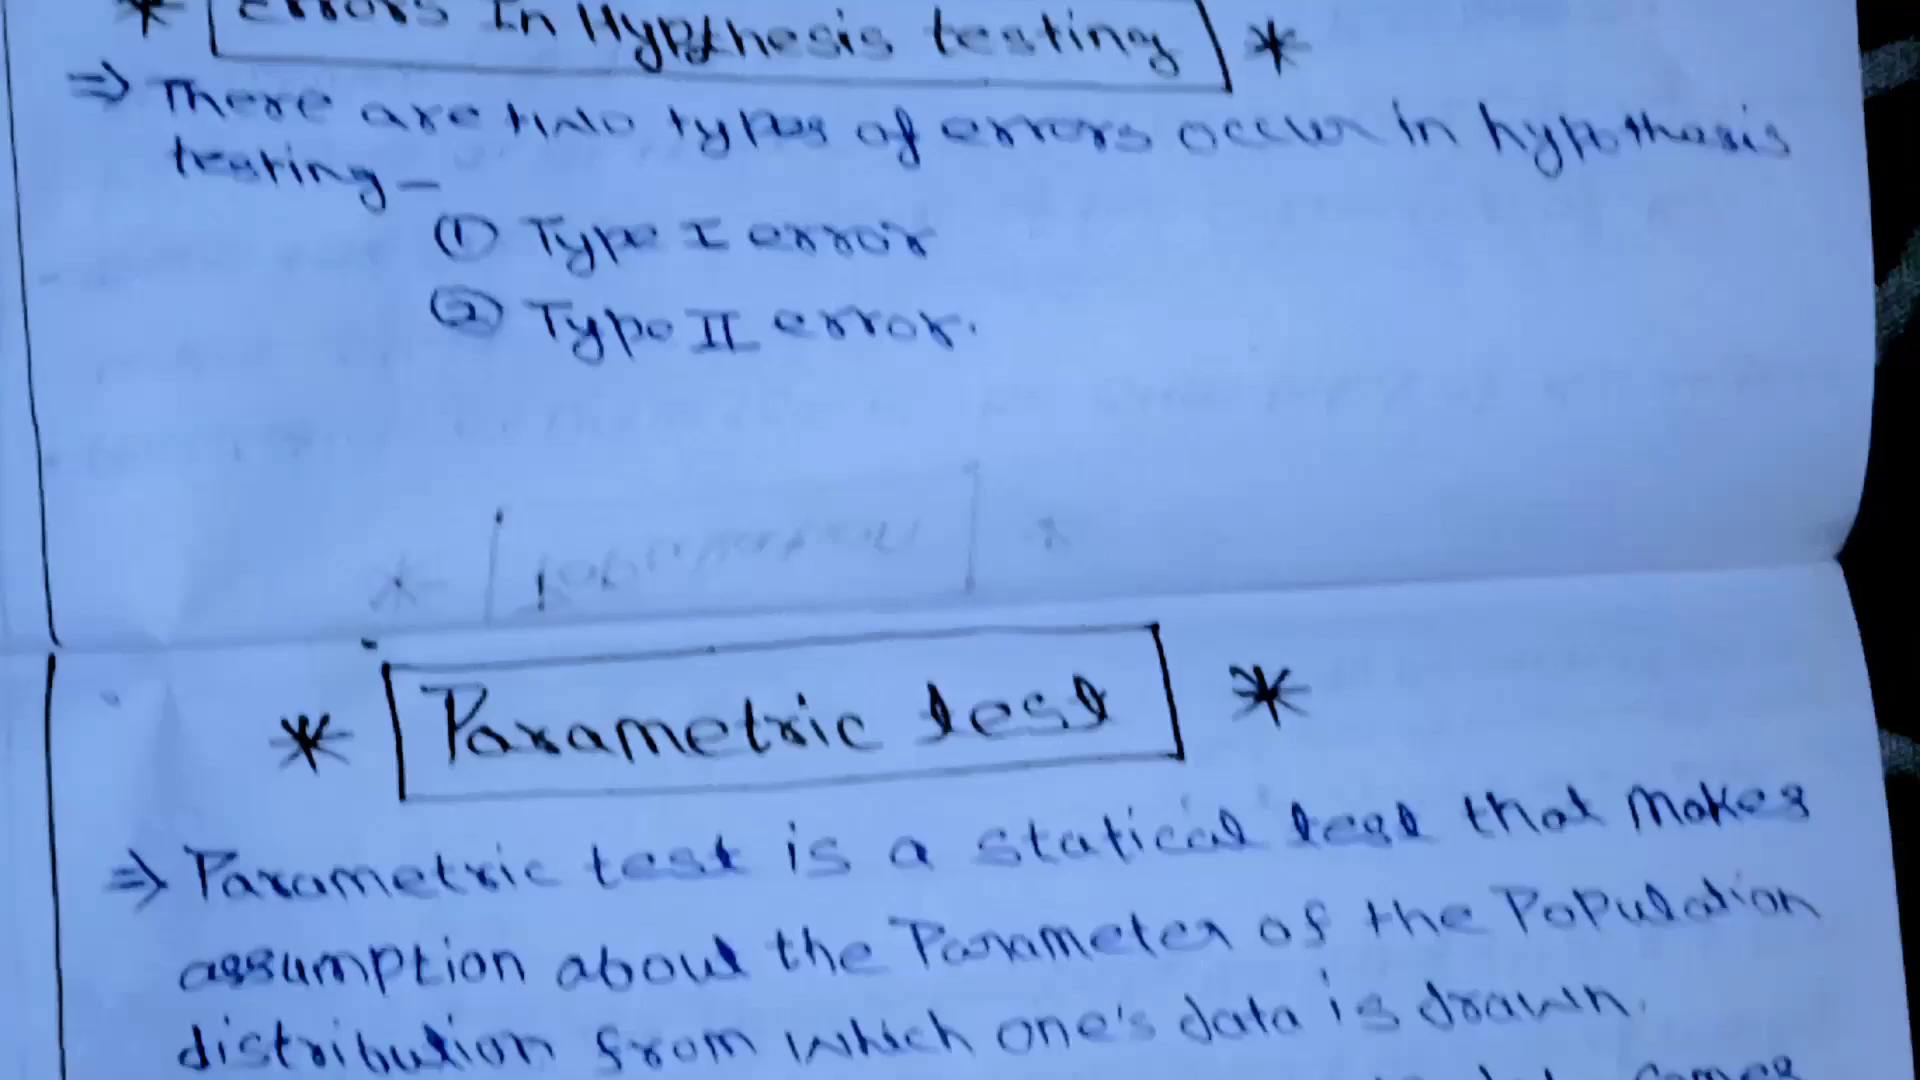 * Errors In Hypothesis testing *
⇒ There are two types of errors occur in hypothesis
testing –
① Type I error
② Type II error.
* Parametric test *
⇒ Parametric test is a statical test that makes
assumption about the Parameter of the Population
distribution from which one's data is drawn.
comes